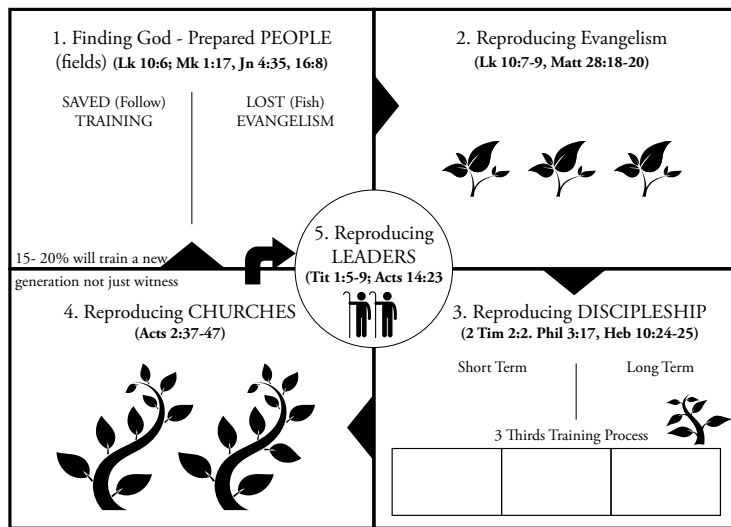 1. Finding God - Prepared PEOPLE
(fields) (Lk 10:6; Mk 1:17, Jn 4:35, 16:8)
SAVED (Follow)
TRAINING
LOST (Fish)
EVANGELISM
15- 20% will train a new
generation not just witness
2. Reproducing Evangelism
(Lk 10:7-9, Matt 28:18-20)
5. Reproducing
LEADERS
(Tit 1:5-9; Acts 14:23
4. Reproducing CHURCHES
(Acts 2:37-47)
3. Reproducing DISCIPLESHIP
(2 Tim 2:2. Phil 3:17, Heb 10:24-25)
Short Term
Long Term
3 Thirds Training Process